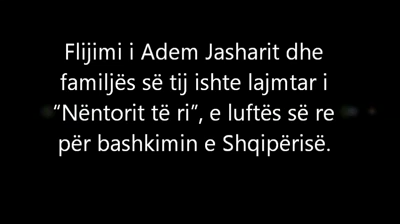 Flijimi i Adem Jasharit dhe
familjës së tij ishte lajmtar i
“Nëntorit të ri”, e luftës së re
për bashkimin e Shqipërisë.